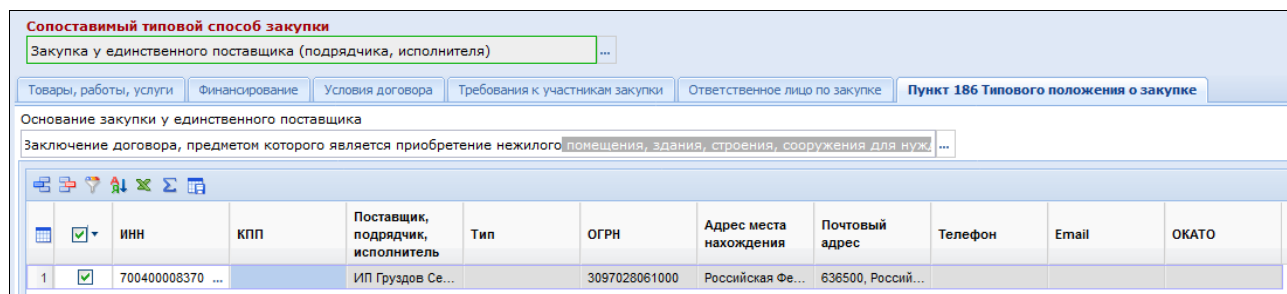 Сопоставимый типовой способ закупки
Закупка у единственного поставщика (подрядчика, исполнителя) ...
Товары, работы, услуги Финансирование Условия договора Требования к участникам закупки Ответственное лицо по закупке Пункт 186 Типового положения о закупке
Основание закупки у единственного поставщика
Заключение договора, предметом которого является приобретение нежилого помещения, здания, строения, сооружения для нужд ...
ИНН КПП Поставщик, подрядчик, исполнитель Тип ОГРН Адрес места нахождения Почтовый адрес Телефон Email ОКАТО
1 700400008370 ... ИП Груздов Се... 3097028061000 Российская Фе... 636500, Россий...